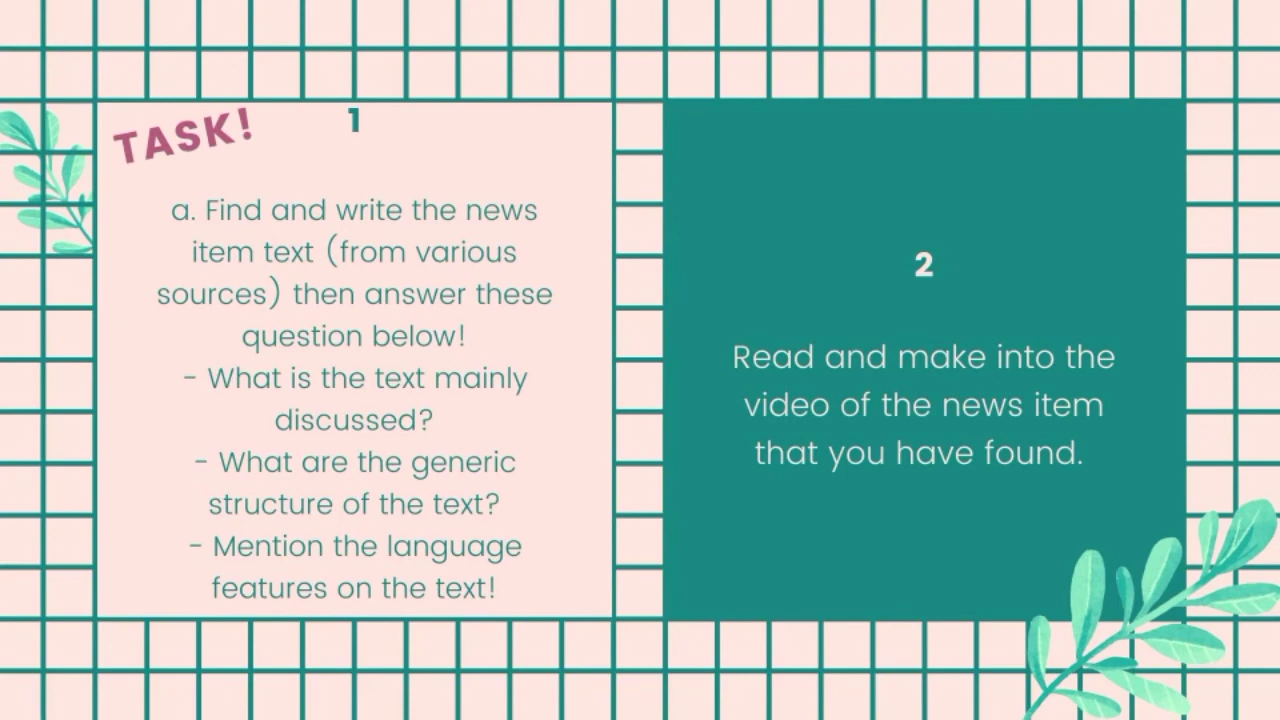 TASK!
1
a. Find and write the news
item text (from various
sources) then answer these
question below!
- What is the text mainly
discussed?
- What are the generic
structure of the text?
- Mention the language
features on the text!
2
Read and make into the
video of the news item
that you have found.